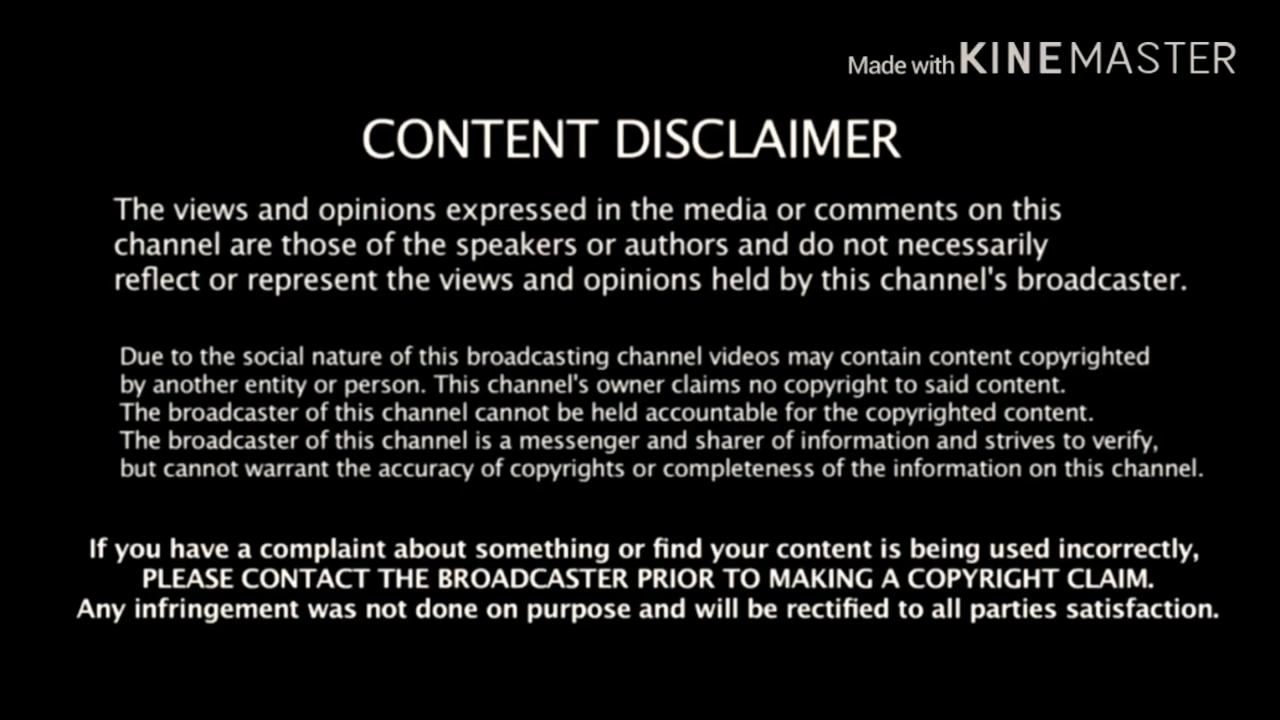 Made with KINEMASTER
CONTENT DISCLAIMER
The views and opinions expressed in the media or comments on this
channel are those of the speakers or authors and do not necessarily
reflect or represent the views and opinions held by this channel's broadcaster.
Due to the social nature of this broadcasting channel videos may contain content copyrighted
by another entity or person. This channel's owner claims no copyright to said content.
The broadcaster of this channel cannot be held accountable for the copyrighted content.
The broadcaster of this channel is a messenger and sharer of information and strives to verify,
but cannot warrant the accuracy of copyrights or completeness of the information on this channel.
If you have a complaint about something or find your content is being used incorrectly,
PLEASE CONTACT THE BROADCASTER PRIOR TO MAKING A COPYRIGHT CLAIM.
Any infringement was not done on purpose and will be rectified to all parties satisfaction.